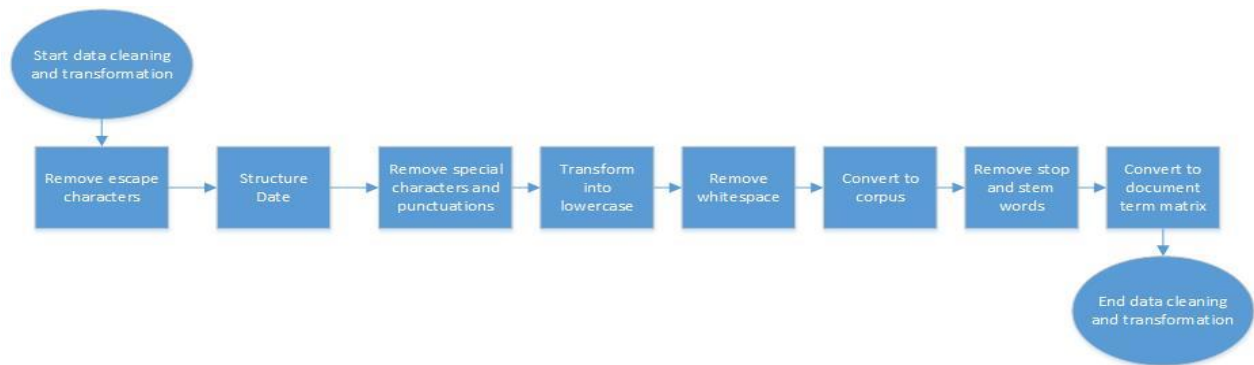 Start data cleaning
and transformation
Remove escape
characters
Structure
Date
Remove special
characters and
punctuations
Transform
into
lowercase
Remove
whitespace
Convert to
corpus
Remove stop
and stem
words
Convert to
document
term matrix
End data cleaning
and transformation